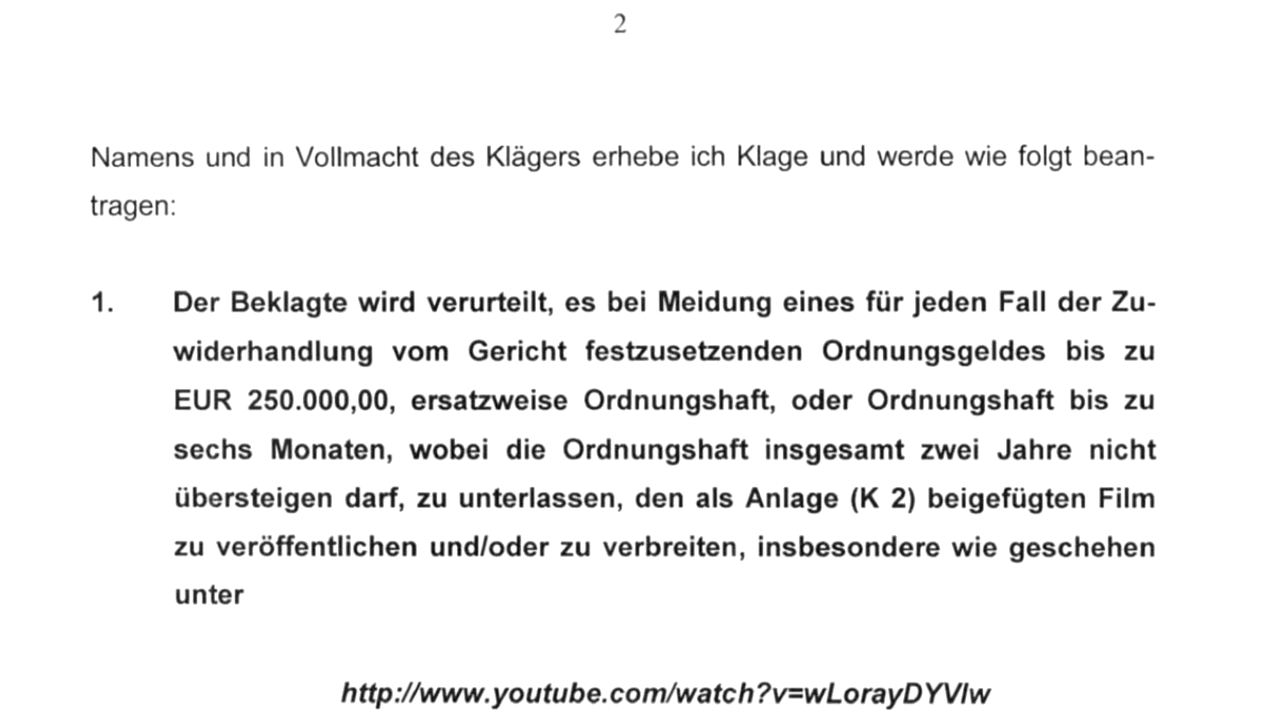 2
Namens und in Vollmacht des Klägers erhebe ich Klage und werde wie folgt bean-
tragen:
1. Der Beklagte wird verurteilt, es bei Meidung eines für jeden Fall der Zu-
widerhandlung vom Gericht festzusetzenden Ordnungsgeldes bis zu
EUR 250.000,00, ersatzweise Ordnungshaft, oder Ordnungshaft bis zu
sechs Monaten, wobei die Ordnungshaft insgesamt zwei Jahre nicht
übersteigen darf, zu unterlassen, den als Anlage (K 2) beigefügten Film
zu veröffentlichen und/oder zu verbreiten, insbesondere wie geschehen
unter
http://www.youtube.com/watch?v=wLorayDYVIw